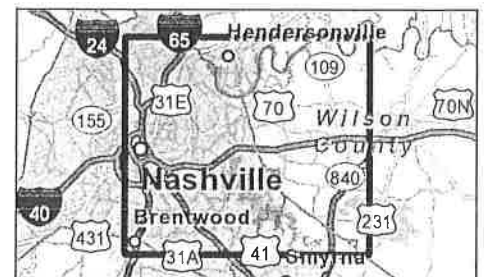 24
65
Hendersonville
109
31E
70
70N
155
Wilson
County
Nashville
840
40
Brentwood
231
431
31A
41
Smyrna